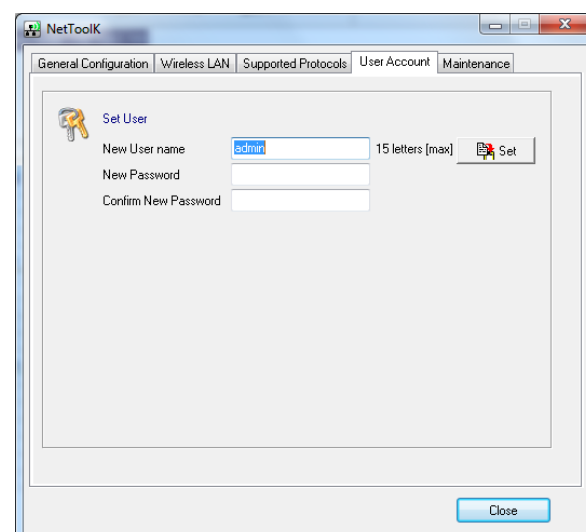 NetToolK
General Configuration Wireless LAN Supported Protocols User Account Maintenance
Set User
New User name admin 15 letters [max] Set
New Password
Confirm New Password
Close